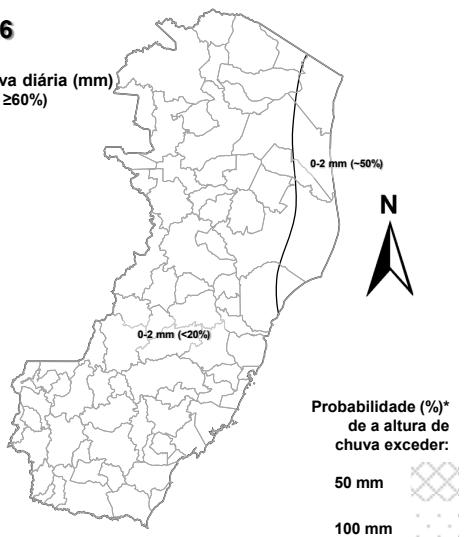 6
va diária (mm)
≥60%)
0-2 mm (~50%)
N
0-2 mm (<20%)
Probabilidade (%)*
de a altura de
chuva exceder:
50 mm
100 mm